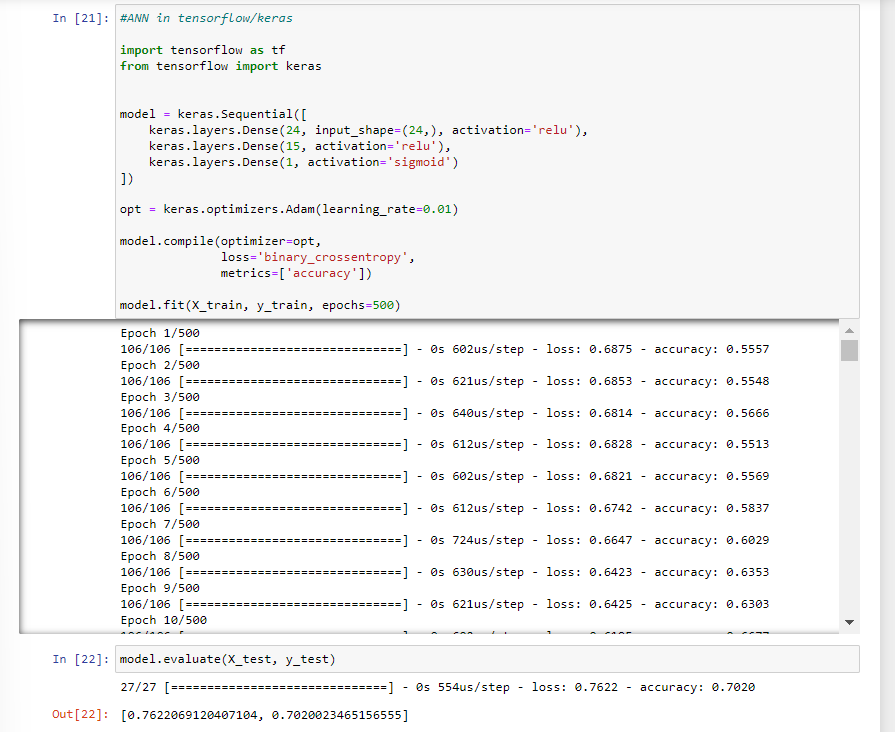 In [21]: #ANN in tensorflow/keras
import tensorflow as tf
from tensorflow import keras
model = keras.Sequential([
keras.layers.Dense(24, input_shape=(24,), activation='relu'),
keras.layers.Dense(15, activation='relu'),
keras.layers.Dense(1, activation='sigmoid')
])
opt = keras.optimizers.Adam(learning_rate=0.01)
model.compile(optimizer=opt,
loss='binary_crossentropy',
metrics=['accuracy'])
model.fit(X_train, y_train, epochs=500)
Epoch 1/500
106/106 [==============================] - 0s 602us/step - loss: 0.6875 - accuracy: 0.5557
Epoch 2/500
106/106 [==============================] - 0s 621us/step - loss: 0.6853 - accuracy: 0.5548
Epoch 3/500
106/106 [==============================] - 0s 640us/step - loss: 0.6814 - accuracy: 0.5666
Epoch 4/500
106/106 [==============================] - 0s 612us/step - loss: 0.6828 - accuracy: 0.5513
Epoch 5/500
106/106 [==============================] - 0s 602us/step - loss: 0.6821 - accuracy: 0.5569
Epoch 6/500
106/106 [==============================] - 0s 612us/step - loss: 0.6742 - accuracy: 0.5837
Epoch 7/500
106/106 [==============================] - 0s 724us/step - loss: 0.6647 - accuracy: 0.6029
Epoch 8/500
106/106 [==============================] - 0s 630us/step - loss: 0.6423 - accuracy: 0.6353
Epoch 9/500
106/106 [==============================] - 0s 621us/step - loss: 0.6425 - accuracy: 0.6303
Epoch 10/500
In [22]: model.evaluate(X_test, y_test)
27/27 [==============================] - 0s 554us/step - loss: 0.7622 - accuracy: 0.7020
Out[22]: [0.7622069120407104, 0.7020023465156555]